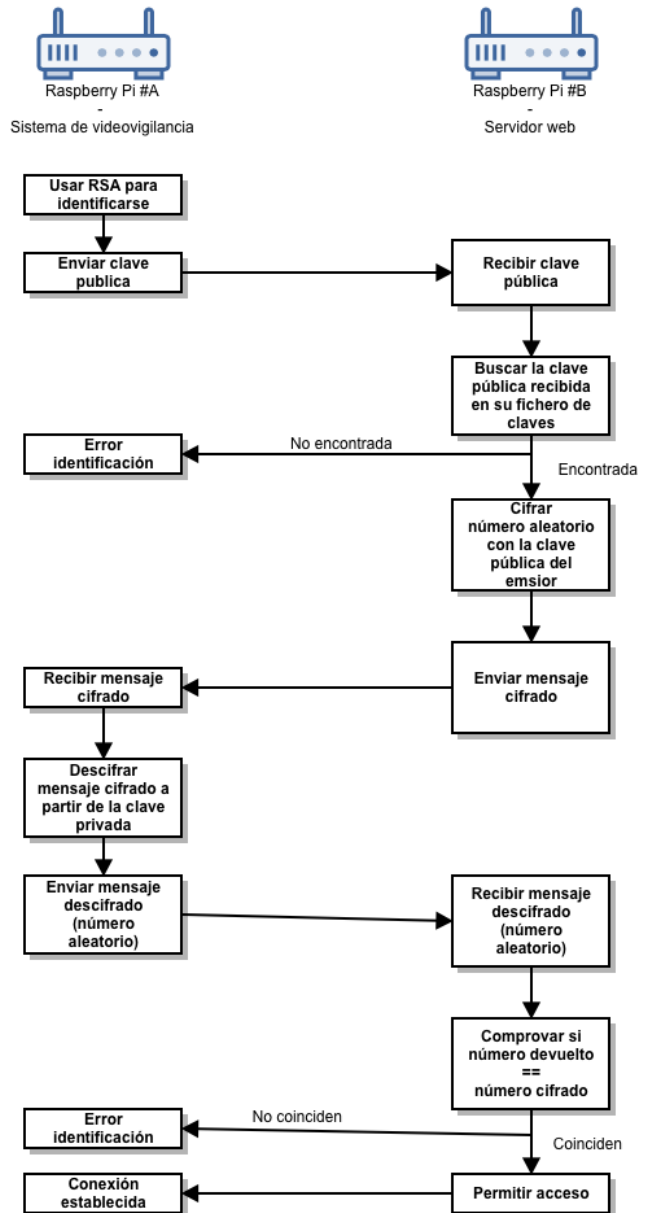 Raspberry Pi #A
-
Sistema de videovigilancia
Raspberry Pi #B
-
Servidor web
Usar RSA para
identificarse
Enviar clave
publica
Recibir clave
pública
Buscar la clave
pública recibida
en su fichero de
claves
No encontrada
Error
identificación
Encontrada
Cifrar
número aleatorio
con la clave
pública del
emsior
Enviar mensaje
cifrado
Recibir mensaje
cifrado
Descifrar
mensaje cifrado a
partir de la clave
privada
Enviar mensaje
descifrado
(número
aleatorio)
Recibir mensaje
descifrado
(número
aleatorio)
Comprovar si
número devuelto
==
número cifrado
No coinciden
Error
identificación
Coinciden
Permitir acceso
Conexión
establecida